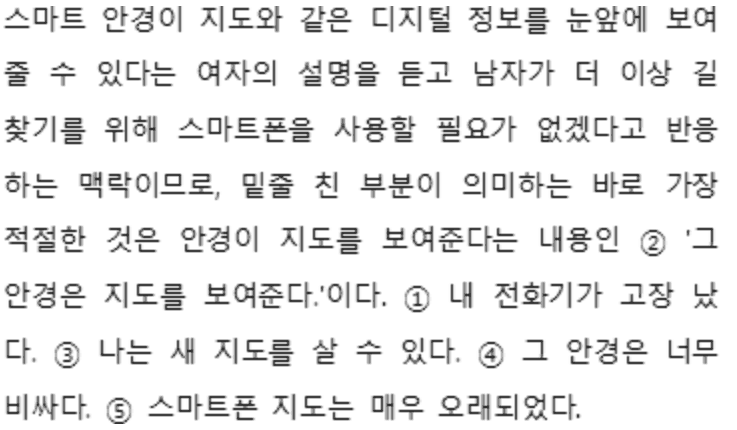 스마트 안경이 지도와 같은 디지털 정보를 눈앞에 보여
줄 수 있다는 여자의 설명을 듣고 남자가 더 이상 길
찾기를 위해 스마트폰을 사용할 필요가 없겠다고 반응
하는 맥락이므로, 밑줄 친 부분이 의미하는 바로 가장
적절한 것은 안경이 지도를 보여준다는 내용인 ② '그
안경은 지도를 보여준다.'이다. ① 내 전화기가 고장 났
다. ③ 나는 새 지도를 살 수 있다. ④ 그 안경은 너무
비싸다. ⑤ 스마트폰 지도는 매우 오래되었다.